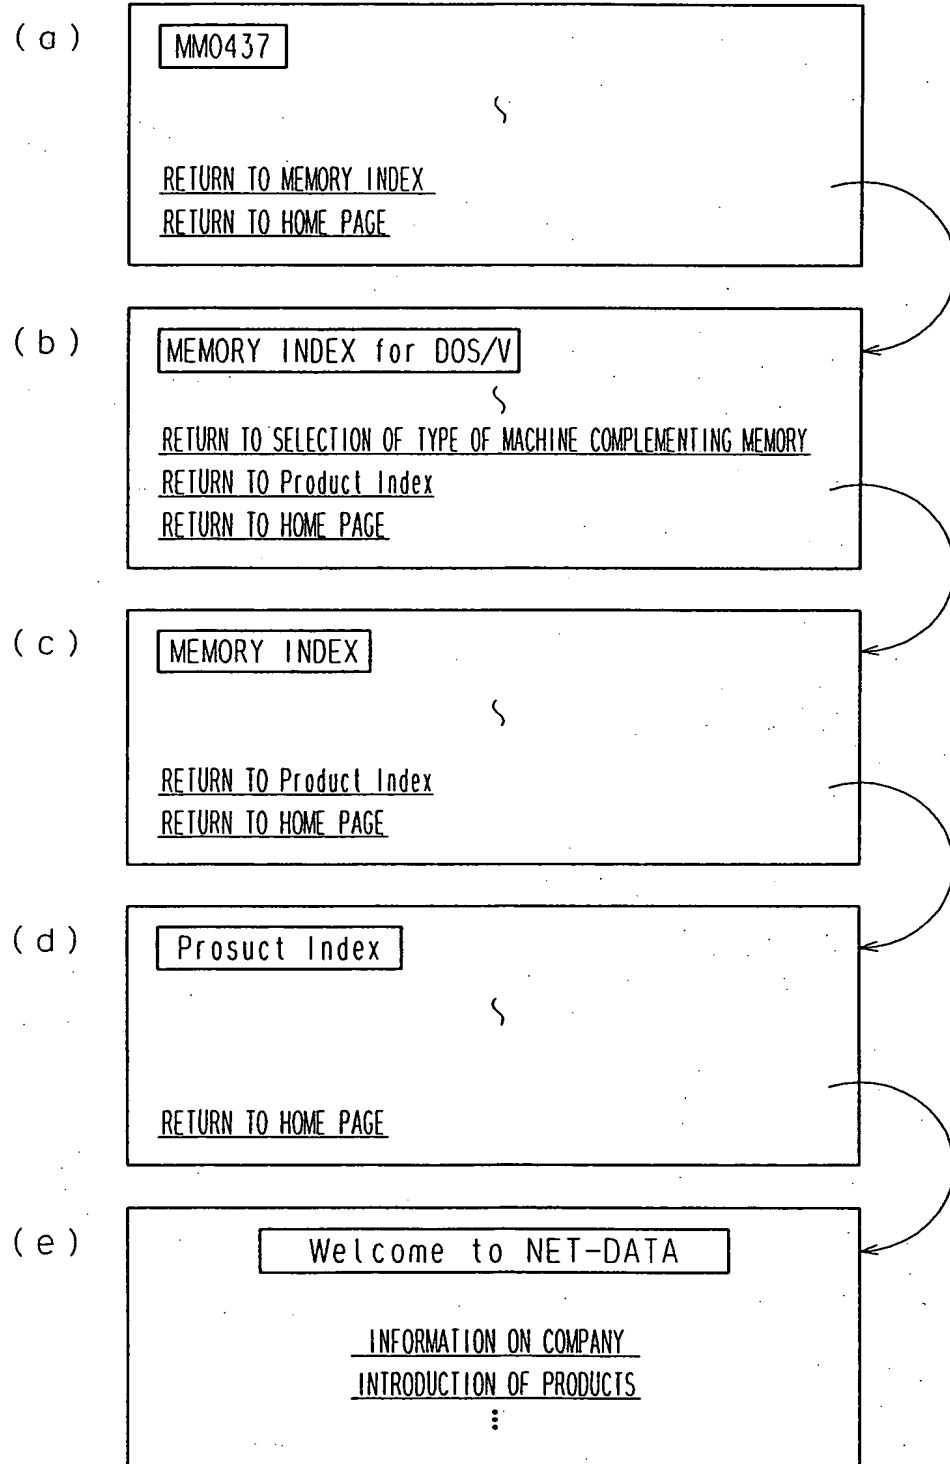 (a)
MM0437
RETURN TO MEMORY INDEX
RETURN TO HOME PAGE
(b)
MEMORY INDEX for DOS/V
RETURN TO SELECTION OF TYPE OF MACHINE COMPLEMENTING MEMORY
RETURN TO Product Index
RETURN TO HOME PAGE
(c)
MEMORY INDEX
RETURN TO Product Index
RETURN TO HOME PAGE
(d)
Prosuct Index
RETURN TO HOME PAGE
(e)
Welcome to NET-DATA
INFORMATION ON COMPANY
INTRODUCTION OF PRODUCTS